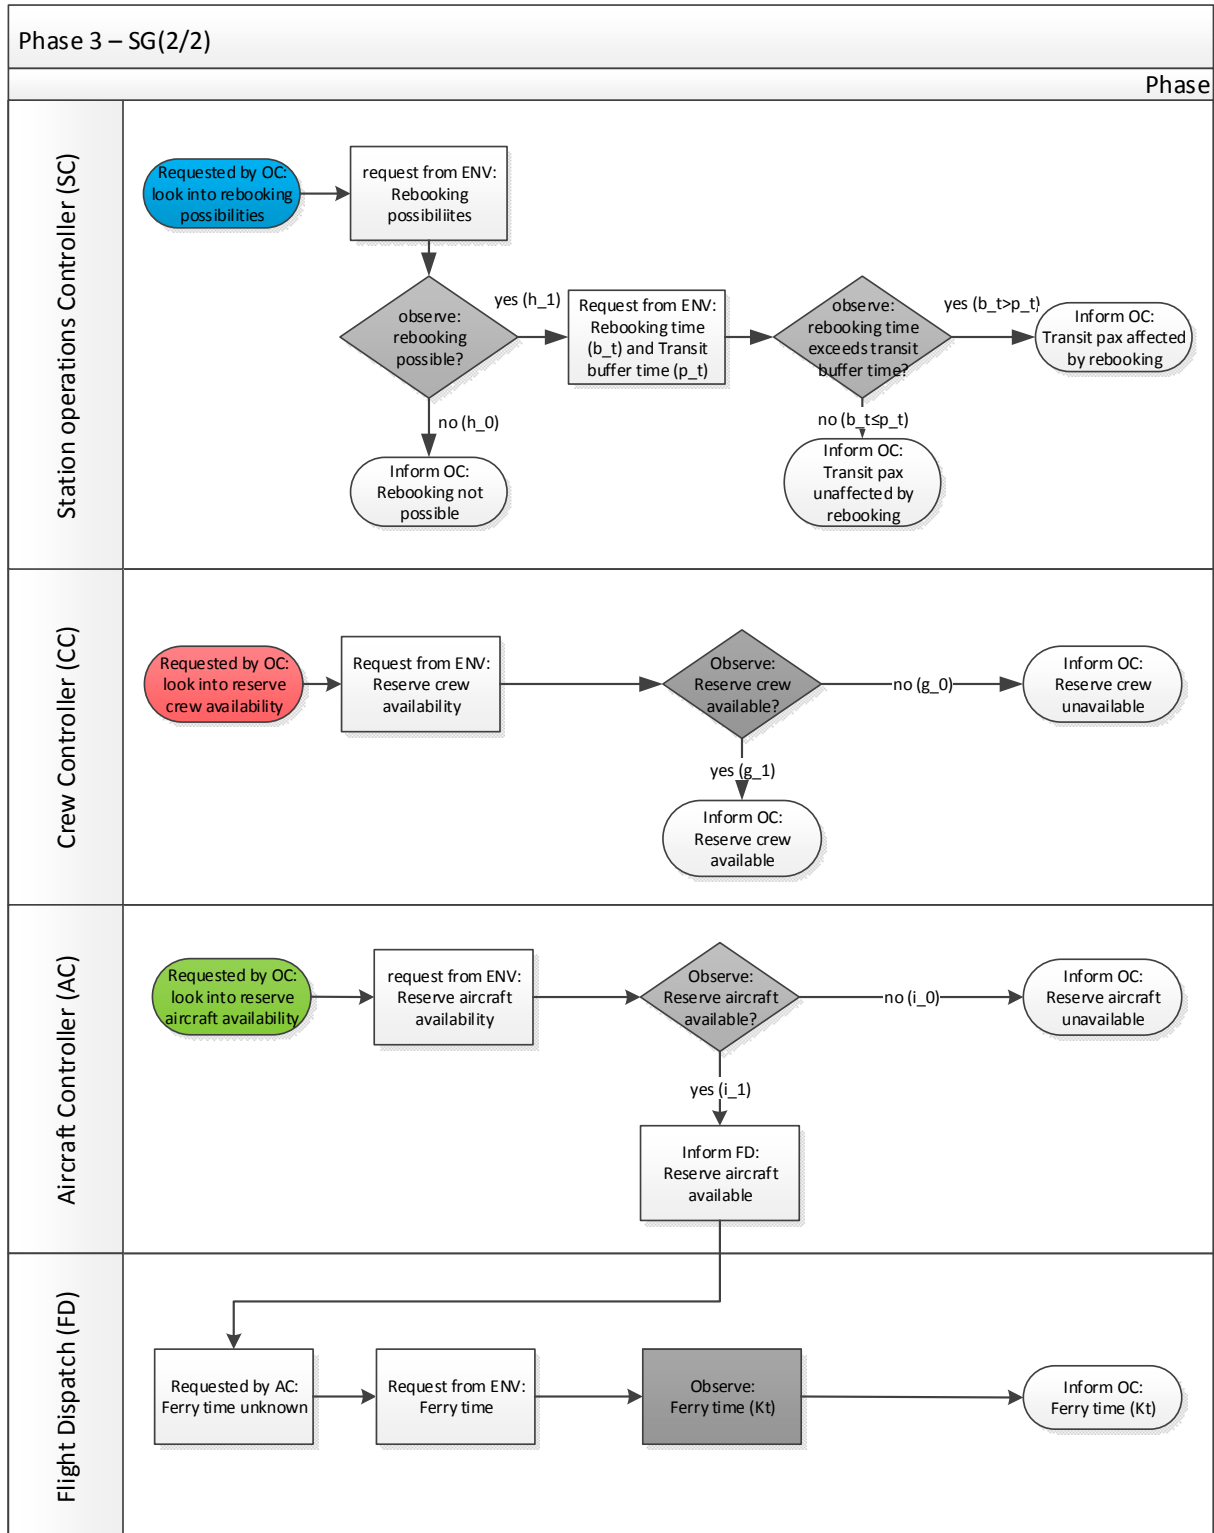 Phase 3 – SG(2/2)
Phase
Station operations Controller (SC)
Requested by OC:
look into rebooking
possibilities
request from ENV:
Rebooking
possibiliites
observe:
rebooking
possible?
yes (h_1)
no (h_0)
Inform OC:
Rebooking not
possible
Request from ENV:
Rebooking time
(b_t) and Transit
buffer time (p_t)
observe:
rebooking time
exceeds transit
buffer time?
yes (b_t>p_t)
Inform OC:
Transit pax affected
by rebooking
no (b_t≤p_t)
Inform OC:
Transit pax
unaffected by
rebooking
Crew Controller (CC)
Requested by OC:
look into reserve
crew availability
Request from ENV:
Reserve crew
availability
Observe:
Reserve crew
available?
no (g_0)
Inform OC:
Reserve crew
unavailable
yes (g_1)
Inform OC:
Reserve crew
available
Aircraft Controller (AC)
Requested by OC:
look into reserve
aircraft availability
request from ENV:
Reserve aircraft
availability
Observe:
Reserve aircraft
available?
no (i_0)
Inform OC:
Reserve aircraft
unavailable
yes (i_1)
Inform FD:
Reserve aircraft
available
Flight Dispatch (FD)
Requested by AC:
Ferry time unknown
Request from ENV:
Ferry time
Observe:
Ferry time (Kt)
Inform OC:
Ferry time (Kt)